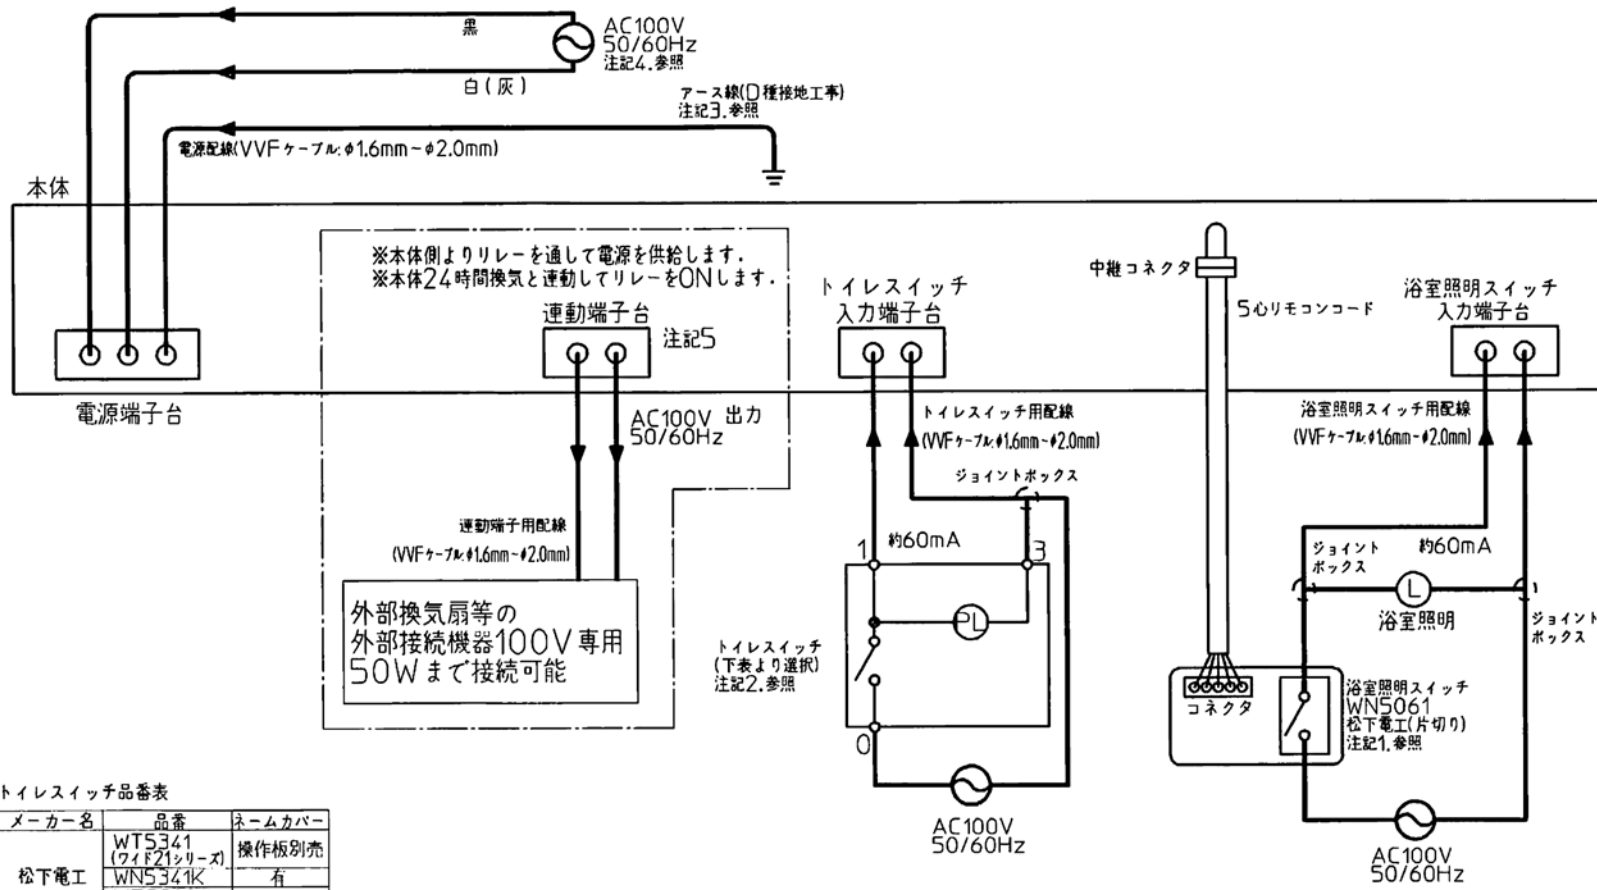 黒
AC100V
50/60Hz
注記4.参照
白(灰)
アース線(D種接地工事)
注記3.参照
電源配線(VVFケーブル:φ1.6mm~φ2.0mm)
本体
※本体側よりリレーを通して電源を供給します.
※本体24時間換気と連動してリレーをONします.
連動端子台
注記5
トイレスイッチ
入力端子台
中継コネクタ
5心リモコンコード
浴室照明スイッチ
入力端子台
電源端子台
AC100V 出力
50/60Hz
トイレスイッチ用配線
(VVFケーブル:φ1.6mm~φ2.0mm)
浴室照明スイッチ用配線
(VVFケーブル:φ1.6mm~φ2.0mm)
ジョイントボックス
連動端子用配線
(VVFケーブル:φ1.6mm~φ2.0mm)
1
約60mA
3
ジョイント
ボックス
約60mA
外部換気扇等の
外部接続機器100V専用
50Wまで接続可能
PL
L
浴室照明
ジョイント
ボックス
トイレスイッチ
(下表より選択)
注記2.参照
0
コネクタ
浴室照明スイッチ
WN5061
松下電工(片切り)
注記1.参照
AC100V
50/60Hz
AC100V
50/60Hz
トイレスイッチ品番表
メーカー名 品番 ネームカバー
松下電工
WT5341
(ワイド21シリーズ)
操作板別売
WN5341K 有